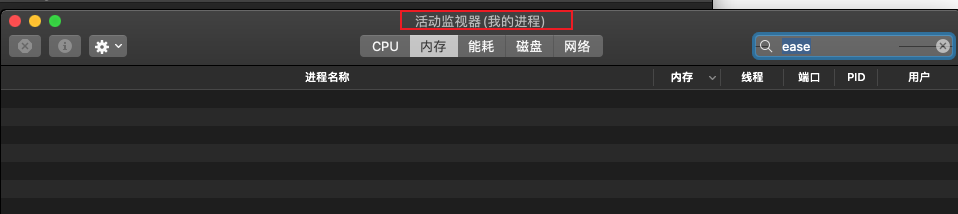 活动监视器 (我的进程)
CPU 内存 能耗 磁盘 网络 ease
进程名称 内存 线程 端口 PID 用户